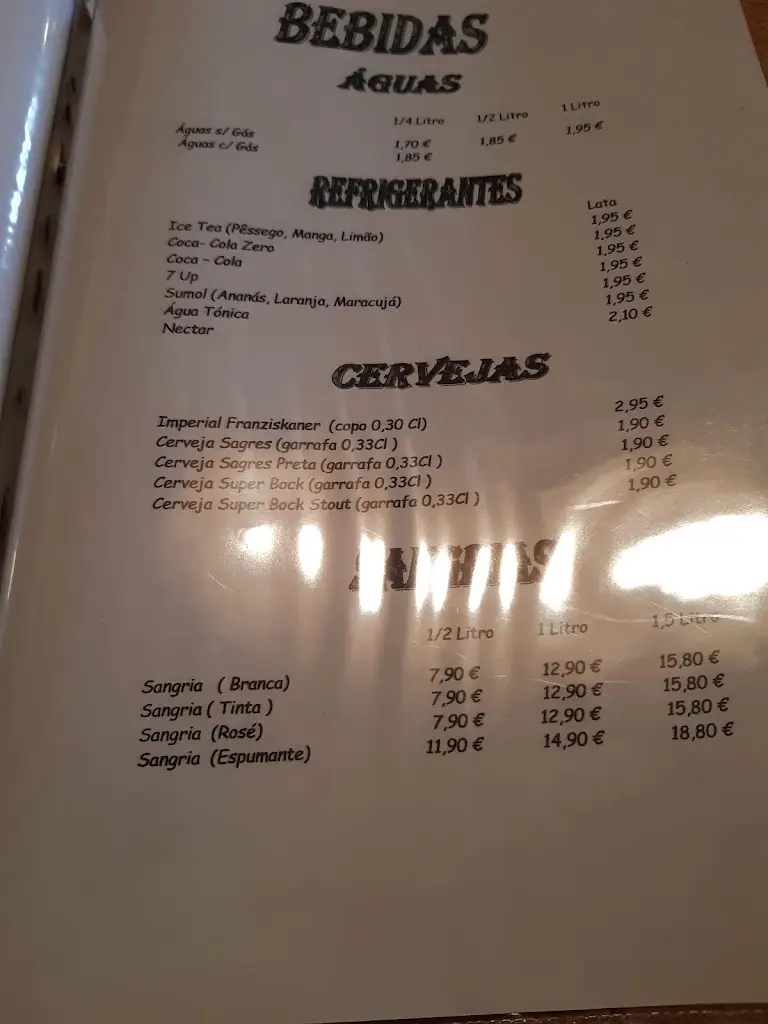 BEBIDAS
ÁGUAS
1/4 Litro 1/2 Litro 1 Litro
Águas s/ Gás 1,70 € 1,85 € 1,95 €
Águas c/ Gás 1,85 €
REFRIGERANTES
Lata
Ice Tea (Pêssego, Manga, Limão) 1,95 €
Coca- Cola Zero 1,95 €
Coca – Cola 1,95 €
7 Up 1,95 €
Sumol (Ananás, Laranja, Maracujá) 1,95 €
Água Tónica 1,95 €
Nectar 2,10 €
CERVEJAS
Imperial Franziskaner (copo 0,30 Cl) 2,95 €
Cerveja Sagres (garrafa 0,33Cl ) 1,90 €
Cerveja Sagres Preta (garrafa 0,33Cl ) 1,90 €
Cerveja Super Bock (garrafa 0,33Cl ) 1,90 €
Cerveja Super Bock Stout (garrafa 0,33Cl ) 1,90 €
SANGRIAS
1/2 Litro 1 Litro 1,5 Litro
Sangria ( Branca) 7,90 € 12,90 € 15,80 €
Sangria ( Tinta ) 7,90 € 12,90 € 15,80 €
Sangria (Rosé) 7,90 € 12,90 € 15,80 €
Sangria (Espumante) 11,90 € 14,90 € 18,80 €